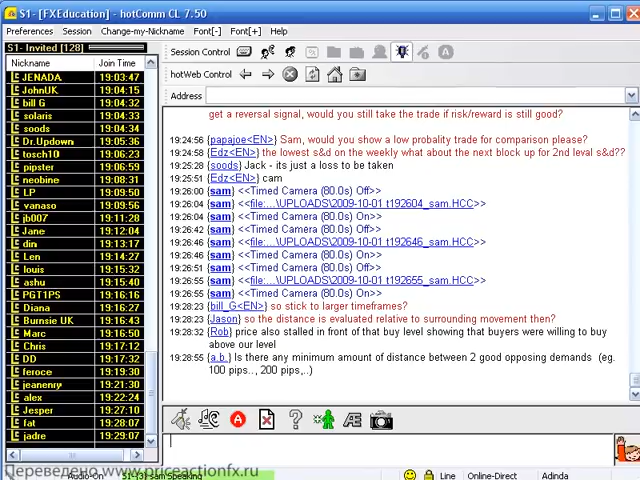 S1- [FXEducation] - hotComm CL 7.50
Preferences Session Change-my-Nickname Font[-] Font[+] Help
S1- Invited [128]
Session Control
Nickname Join Time
hotWeb Control
Address
JENADA 19:03:47
JohnUK 19:04:15
bill G 19:04:32
solaris 19:04:33
soods 19:04:34
Dr.Updown 19:05:36
tosch10 19:06:23
pipster 19:06:59
neobine 19:08:31
LP 19:09:50
vanaso 19:09:56
jb007 19:11:28
Jane 19:12:04
din 19:13:17
Len 19:14:27
louis 19:15:32
ashu 19:15:40
PGT1PS 19:16:16
Diana 19:16:27
Burnsie UK 19:16:36
Marc 19:16:50
Chris 19:17:12
DD 19:17:32
feroce 19:19:30
jeanenry 19:21:30
alex 19:22:24
Jesper 19:27:10
fat 19:28:05
jadre 19:29:07
get a reversal signal, would you still take the trade if risk/reward is still good?
19:24:56 {papajoe<EN>} Sam, would you show a low probality trade for comparison please?
19:24:58 {Edz<EN>} the lowest s&d on the weekly what about the next block up for 2nd leval s&d??
19:25:28 {soods} Jack - its just a loss to be taken
19:25:51 {Edz<EN>} cam
19:26:00 {sam} <<Timed Camera (80.0s) Off>>
19:26:04 {sam} <<file:...\UPLOADS\2009-10-01 t192604_sam.HCC>>
19:26:04 {sam} <<Timed Camera (80.0s) On>>
19:26:42 {sam} <<Timed Camera (80.0s) Off>>
19:26:46 {sam} <<file:...\UPLOADS\2009-10-01 t192646_sam.HCC>>
19:26:46 {sam} <<Timed Camera (80.0s) On>>
19:26:51 {sam} <<Timed Camera (80.0s) Off>>
19:26:55 {sam} <<file:...\UPLOADS\2009-10-01 t192655_sam.HCC>>
19:26:55 {sam} <<Timed Camera (80.0s) On>>
19:28:23 {bill_G<EN>} so stick to larger timeframes?
19:28:23 {Jason} so the distance is evaluated relative to surrounding movement then?
19:28:32 {Rob} price also stalled in front of that buy level showing that buyers were willing to buy
above our level
19:28:55 {a.b.} Is there any minimum amount of distance between 2 good opposing demands (eg.
100 pips.., 200 pips,..)
Переведено www.priceactionfx.ru
Audio-On S1-(3) sam Speaking Line Online-Direct Adinda